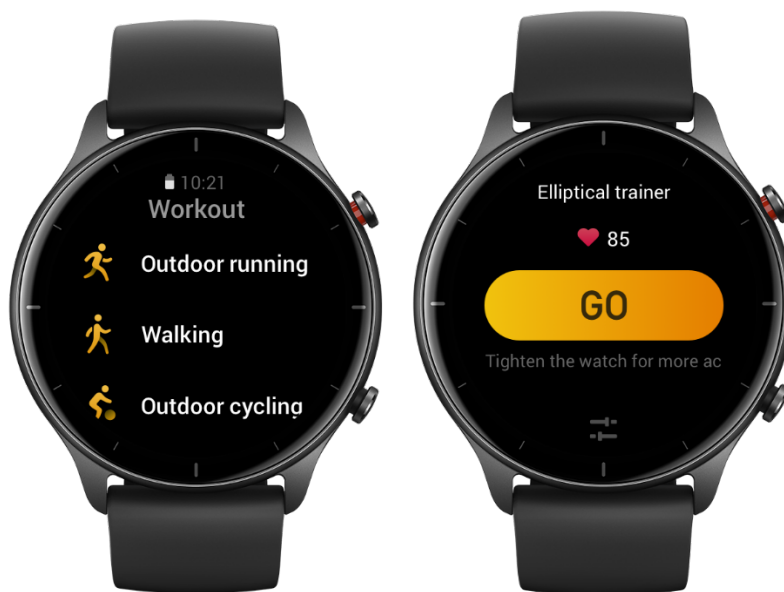 10:21
Workout
Outdoor running
Walking
Outdoor cycling
Elliptical trainer
85
GO
Tighten the watch for more ac